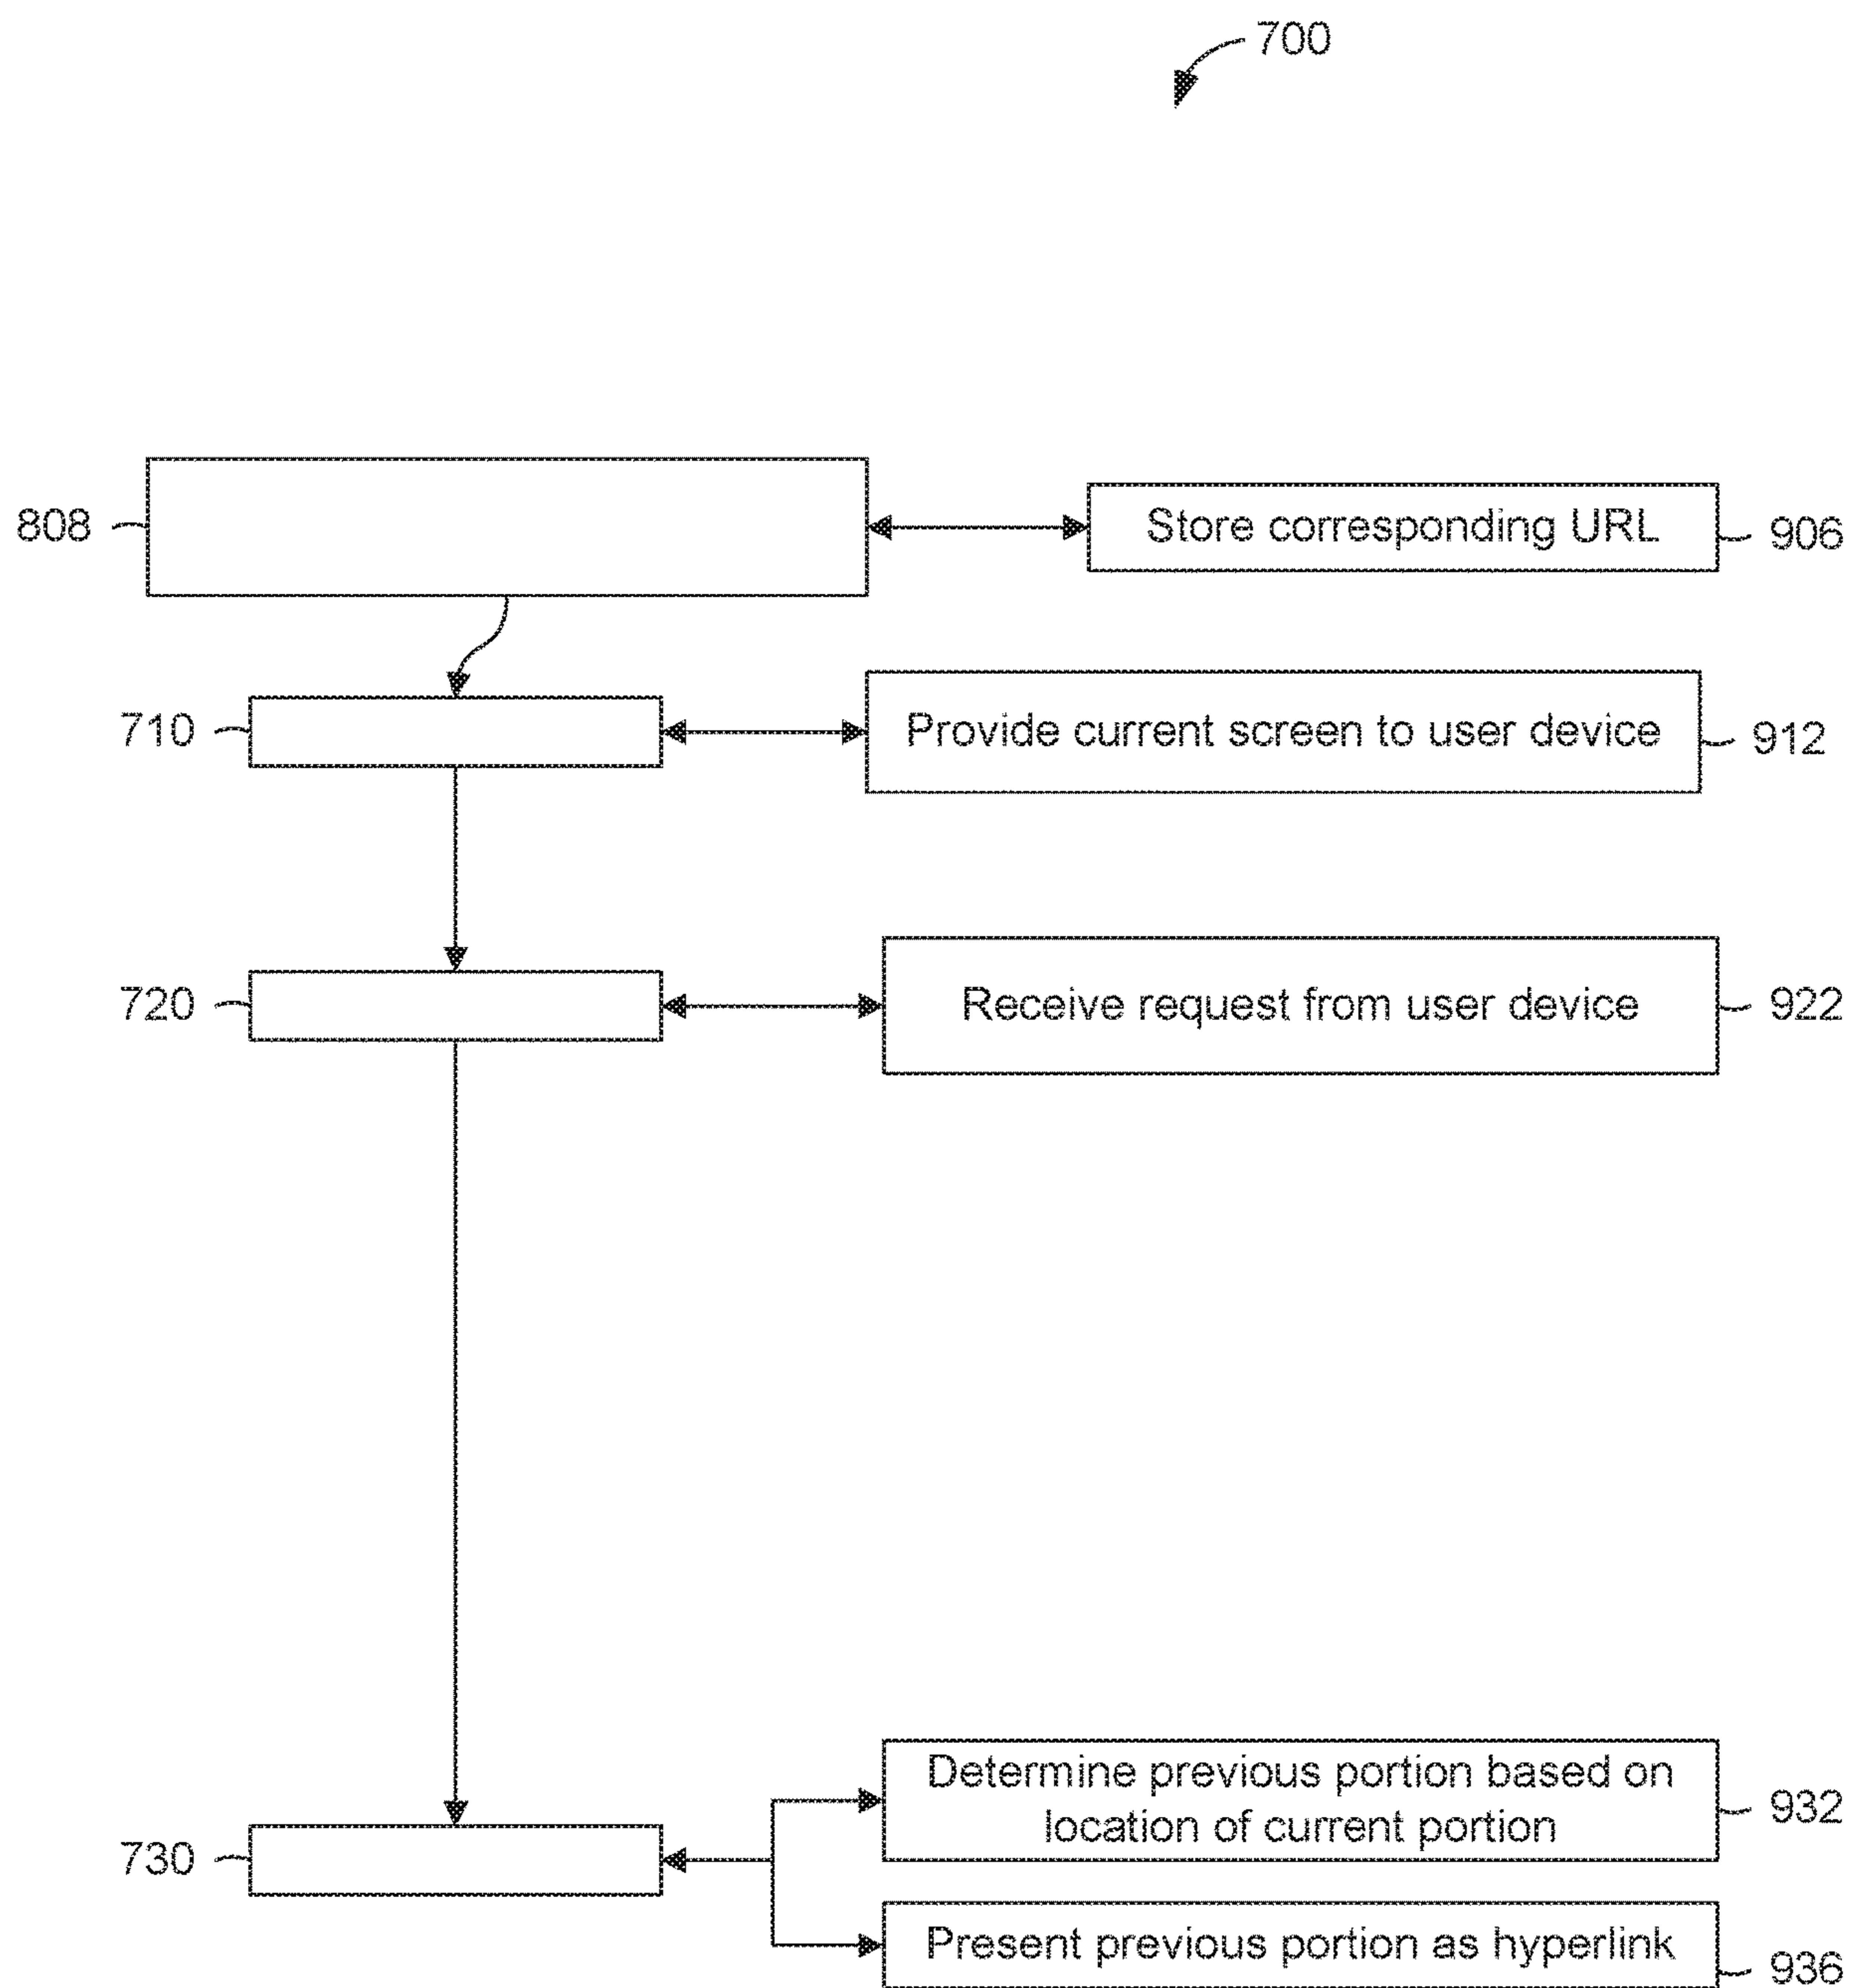 700
808
Store corresponding URL
906
710
Provide current screen to user device
912
720
Receive request from user device
922
Determine previous portion based on
location of current portion
932
730
Present previous portion as hyperlink
936